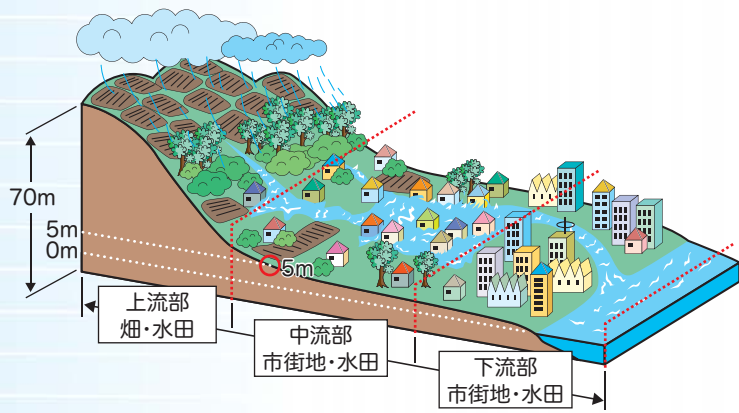 70m
5m
0m
5m
上流部
畑・水田
中流部
市街地・水田
下流部
市街地・水田